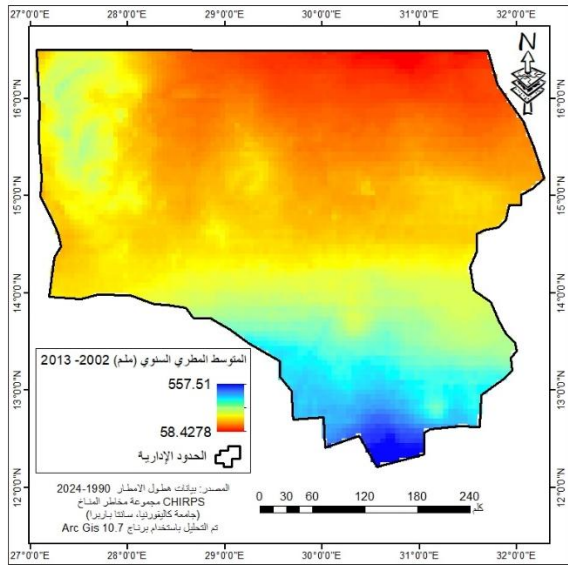 27°0'0"E 28°0'0"E 29°0'0"E 30°0'0"E 31°0'0"E 32°0'0"E
N
16°0'0"N 16°0'0"N
15°0'0"N 15°0'0"N
14°0'0"N 14°0'0"N
13°0'0"N 13°0'0"N
12°0'0"N 12°0'0"N
المتوسط المطري السنوي (ملم) 2002- 2013
557.51
58.4278
الحدود الإدارية
المصدر: بيانات هطول الامطار 1990-2024
CHIRPS مجموعة مخاطر المناخ
(جامعة كاليفورنيا، سانتا باربرا)
تم التحليل باستخدام برناج Arc Gis 10.7
0 30 60 120 180 240
كلم
27°0'0"E 28°0'0"E 29°0'0"E 30°0'0"E 31°0'0"E 32°0'0"E